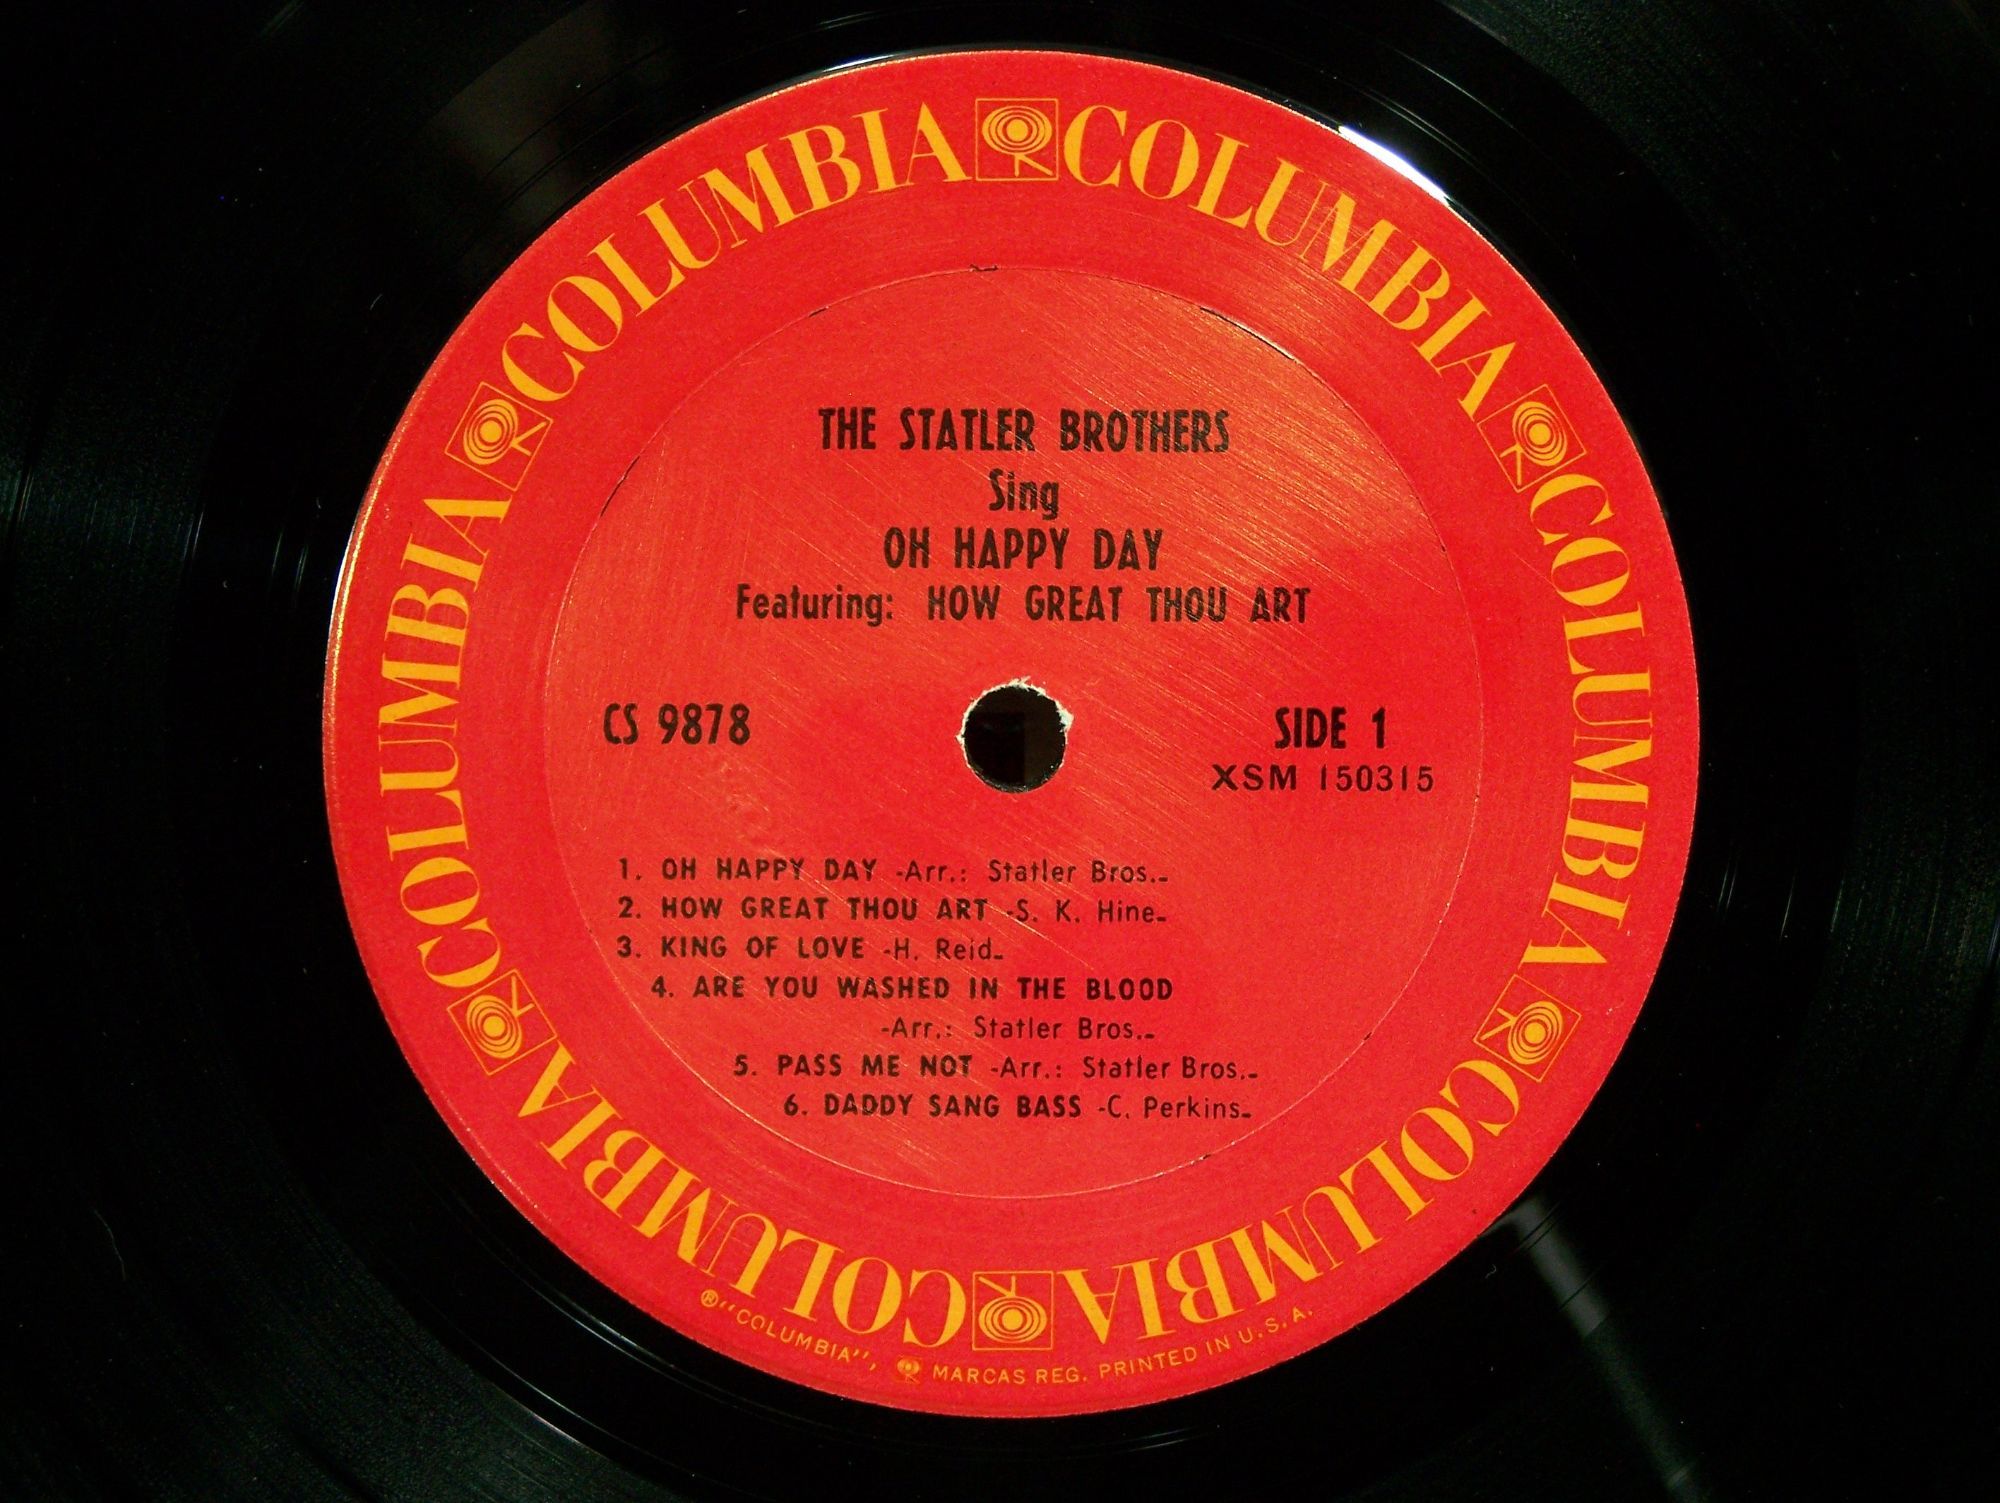 COLUMBIA COLUMBIA COLUMBIA COLUMBIA COLUMBIA COLUMBIA
THE STATLER BROTHERS
Sing
OH HAPPY DAY
Featuring: HOW GREAT THOU ART
CS 9878
SIDE 1
XSM 150315
1. OH HAPPY DAY -Arr.: Statler Bros.-
2. HOW GREAT THOU ART -S. K. Hine-
3. KING OF LOVE -H. Reid-
4. ARE YOU WASHED IN THE BLOOD
-Arr.: Statler Bros.-
5. PASS ME NOT -Arr.: Statler Bros.-
6. DADDY SANG BASS -C. Perkins-
®"COLUMBIA", MARCAS REG. PRINTED IN U.S.A.